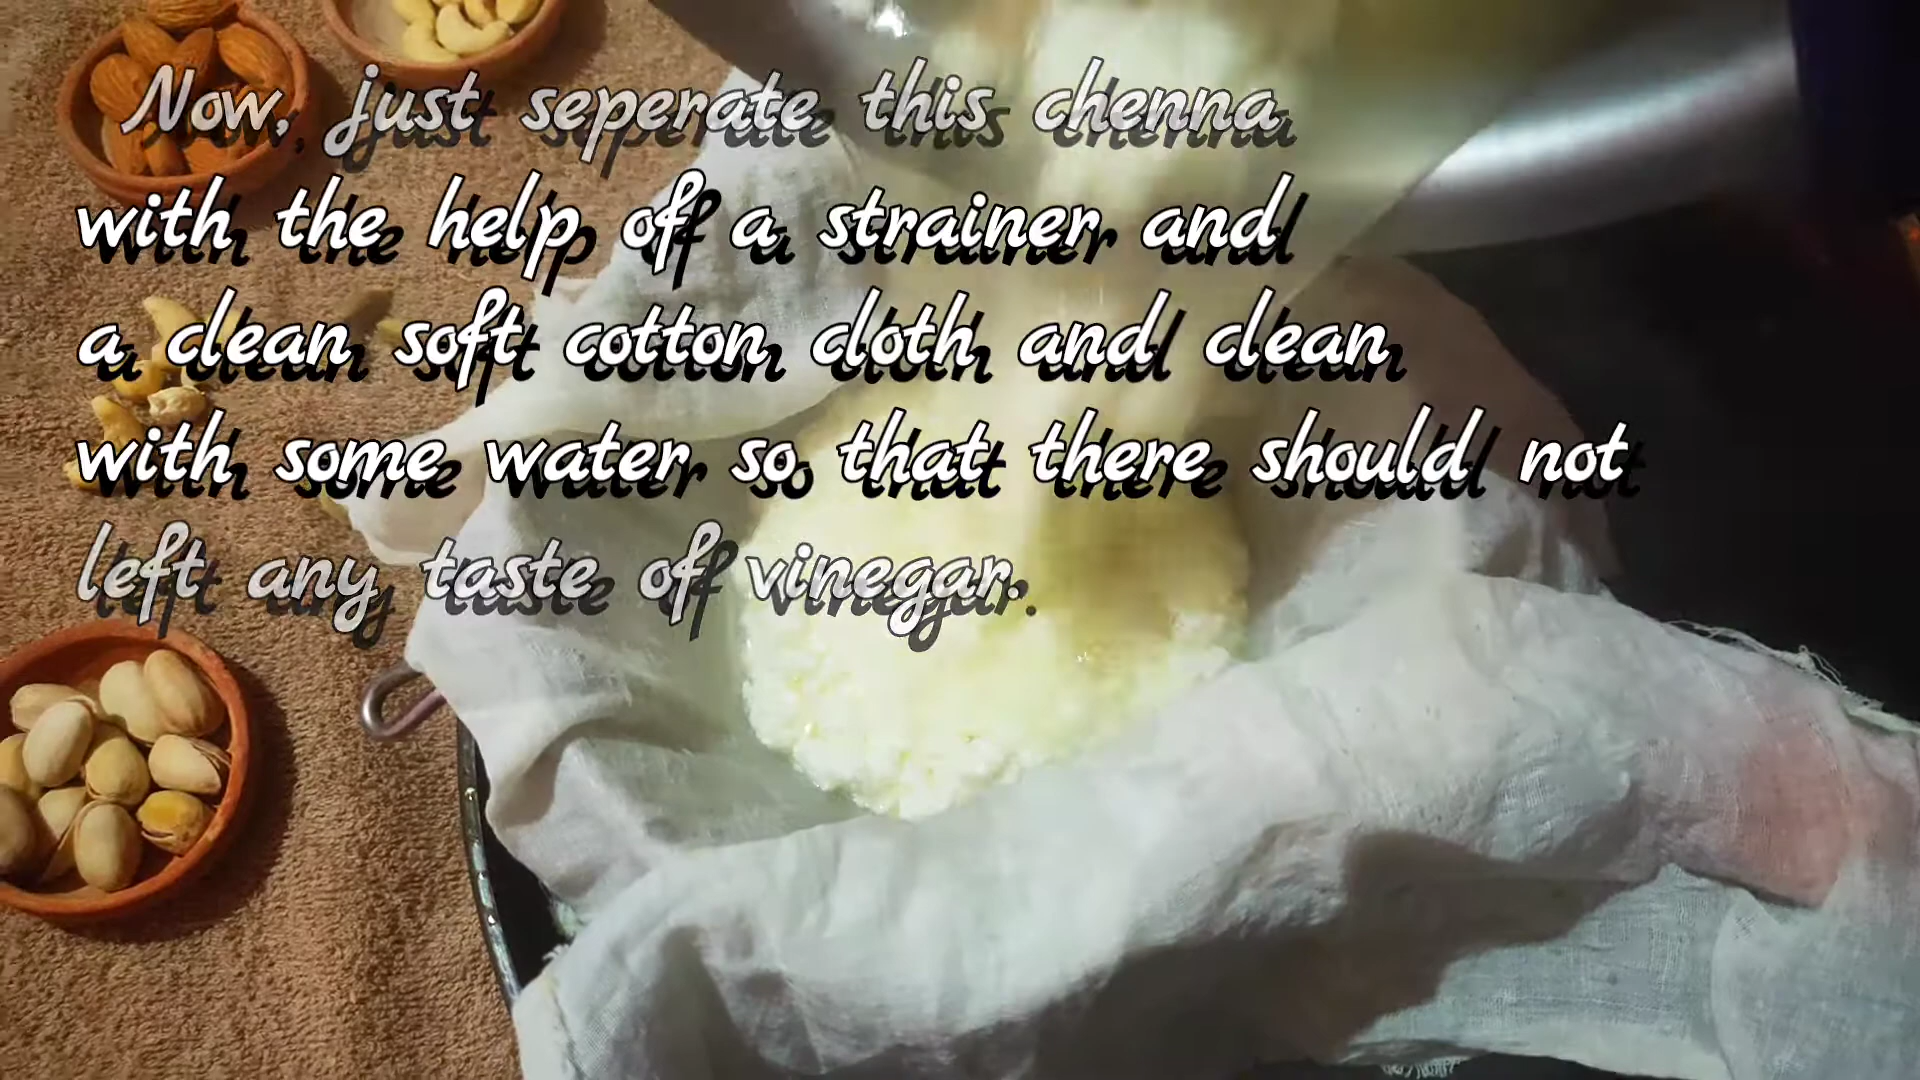 Now, just seperate this chenna
with the help of a strainer and
a clean soft cotton cloth and clean
with some water so that there should not
left any taste of vinegar.